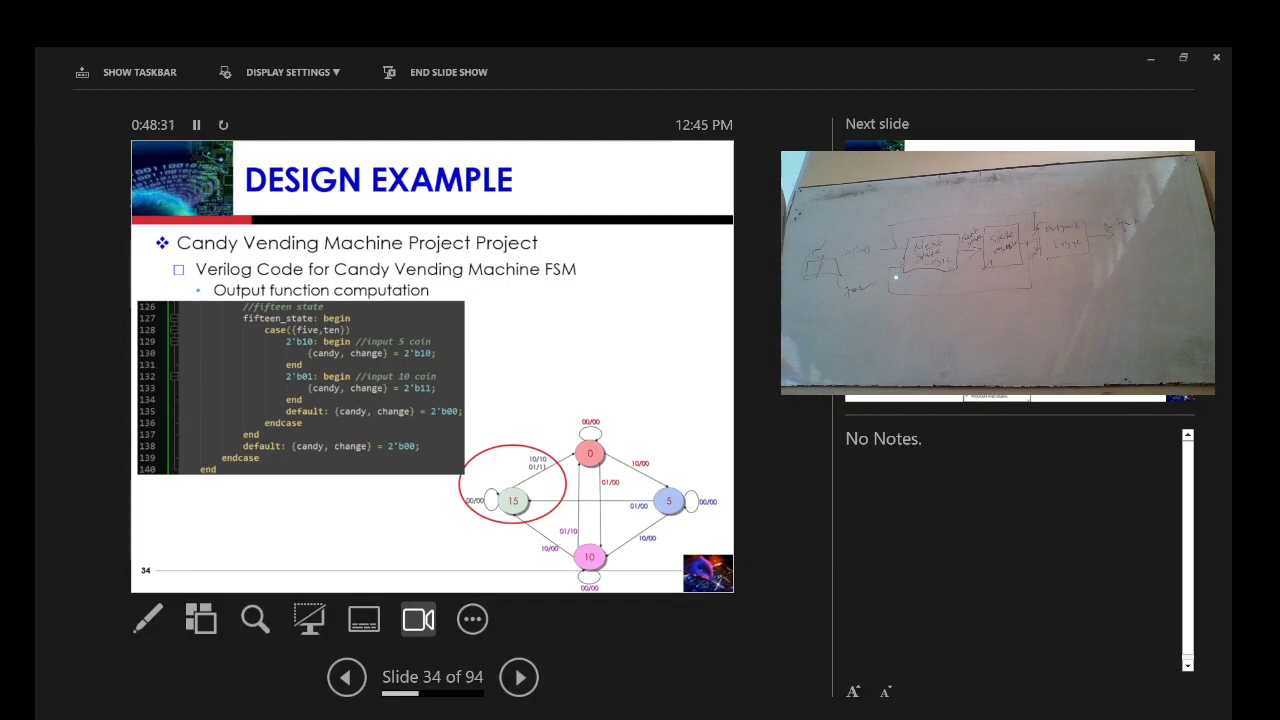 SHOW TASKBAR
DISPLAY SETTINGS ▼
END SLIDE SHOW
0:48:31
12:45 PM
DESIGN EXAMPLE
❖ Candy Vending Machine Project Project
□ Verilog Code for Candy Vending Machine FSM
• Output function computation
126 //fifteen state
127 fifteen_state: begin
128 case({five,ten})
129 2'b10: begin //input 5 coin
130 {candy, change} = 2'b10;
131 end
132 2'b01: begin //input 10 coin
133 {candy, change} = 2'b11;
134 end
135 default: {candy, change} = 2'b00;
136 endcase
137 end
138 default: {candy, change} = 2'b00;
139 endcase
140 end
00/00
0
10/10
01/11
10/00
01/00
00/00
15
5
00/00
01/00
01/10
10/00
10/00
10
00/00
34
Slide 34 of 94
Next slide
Next
State
Logic
State
Output
Logic
No Notes.
A
A